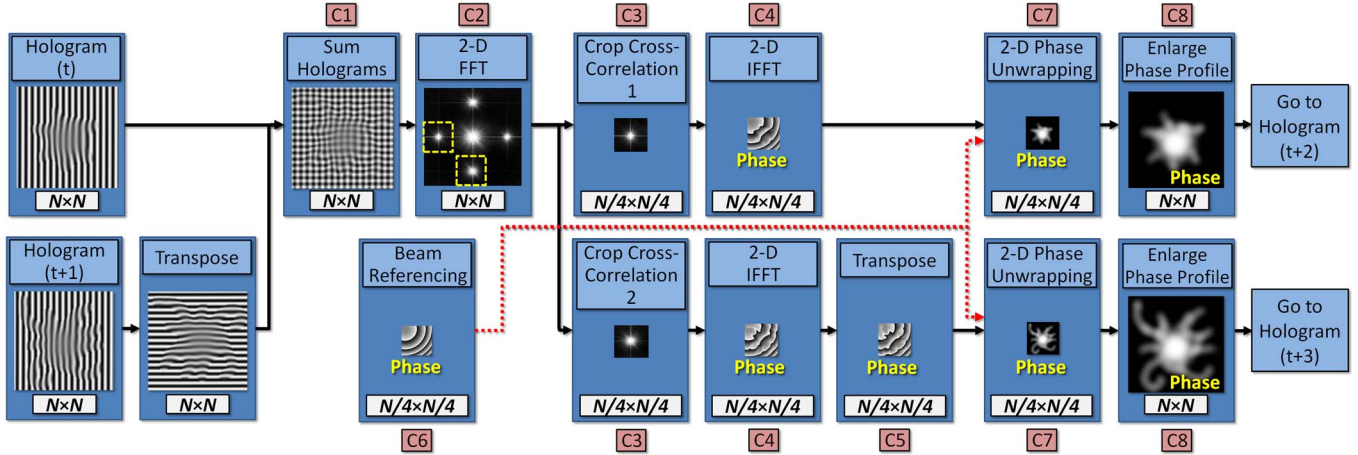 C1
C2
C3
C4
C7
C8
Hologram
(t)
N×N
Sum
Holograms
N×N
2-D
FFT
N×N
Crop Cross-
Correlation
1
N/4×N/4
2-D
IFFT
Phase
N/4×N/4
2-D Phase
Unwrapping
Phase
N/4×N/4
Enlarge
Phase Profile
Phase
N×N
Go to
Hologram
(t+2)
Hologram
(t+1)
N×N
Transpose
N×N
Beam
Referencing
Phase
N/4×N/4
Crop Cross-
Correlation
2
N/4×N/4
2-D
IFFT
Phase
N/4×N/4
Transpose
Phase
N/4×N/4
2-D Phase
Unwrapping
Phase
N/4×N/4
Enlarge
Phase Profile
Phase
N×N
Go to
Hologram
(t+3)
C6
C3
C4
C5
C7
C8